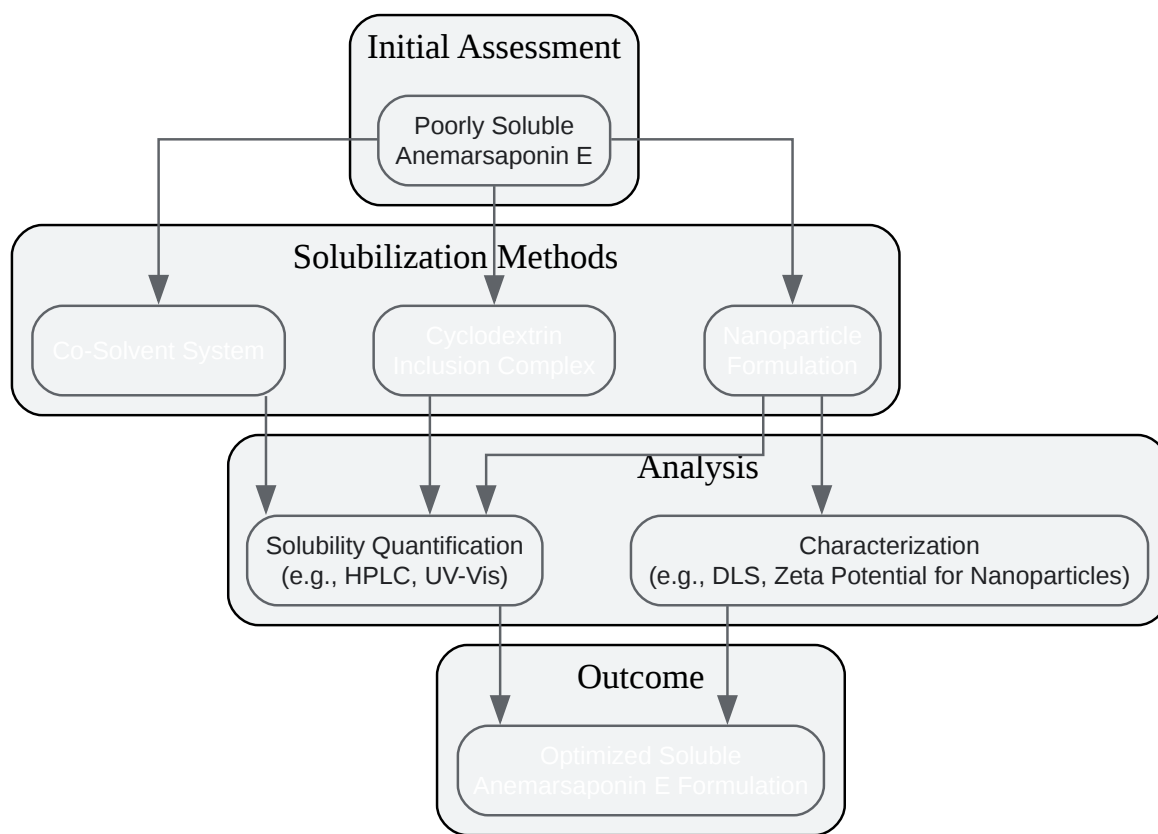 Initial Assessment
Poorly Soluble
Anemarsaponin E
Solubilization Methods
Co-Solvent System
Cyclodextrin
Inclusion Complex
Nanoparticle
Formulation
Analysis
Solubility Quantification
(e.g., HPLC, UV-Vis)
Characterization
(e.g., DLS, Zeta Potential for Nanoparticles)
Outcome
Optimized Soluble
Anemarsaponin E Formulation